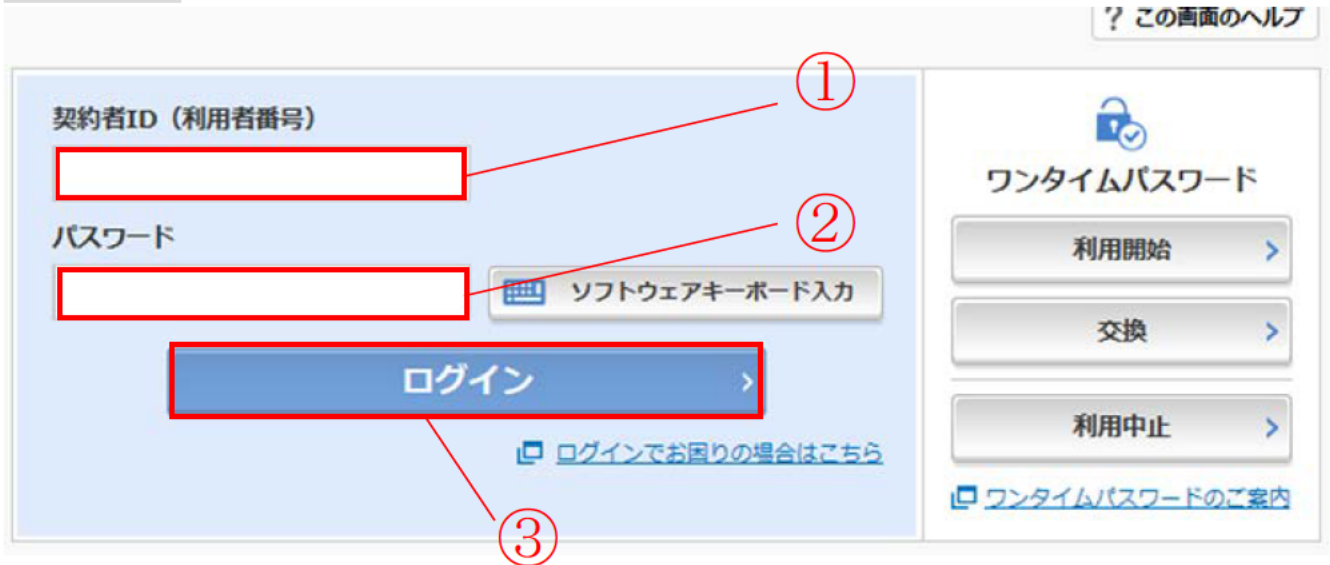 ? この画面のヘルプ
①
契約者ID（利用者番号）
②
パスワード
ソフトウェアキーボード入力
ログイン
ログインでお困りの場合はこちら
③
ワンタイムパスワード
利用開始
交換
利用中止
ワンタイムパスワードのご案内